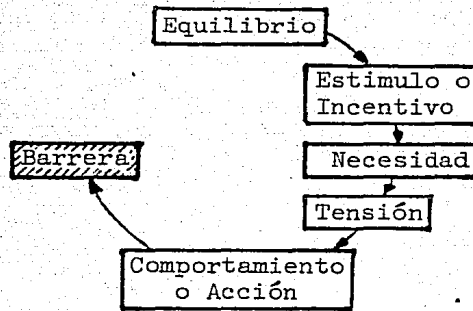 Equilibrio
Estimulo o
Incentivo
Necesidad
Tensión
Comportamiento
o Acción
Barrera